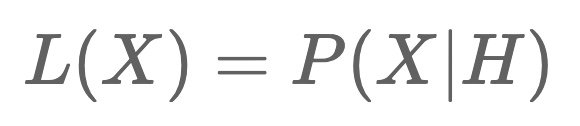 L(X) = P(X|H)